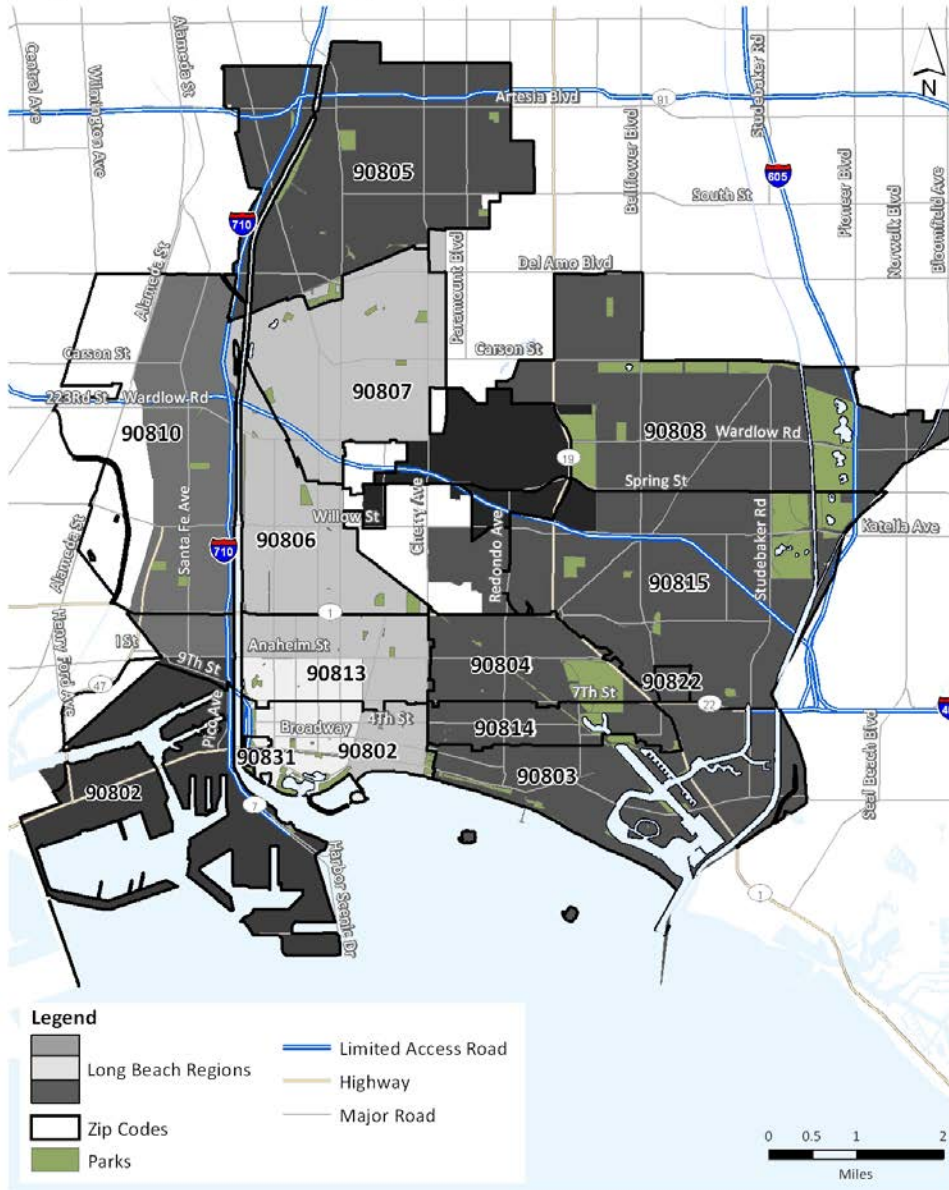 Central Ave
Wilmington Ave
Alameda St
Studebaker Rd
N
Artesia Blvd
91
Bellflower Blvd
605
90805
Pioneer Blvd
South St
Norwalk Blvd
Bloomfield Ave
710
Alameda St
Paramount Blvd
Del Amo Blvd
Carson St
Carson St
223Rd St
Wardlow Rd
90807
90810
90808
Wardlow Rd
19
Spring St
Santa Fe Ave
Willow St
Cherry Ave
Redondo Ave
Studebaker Rd
Katella Ave
Alameda St
710
90806
90815
1
Henry Ford Ave
I St
Anaheim St
9Th St
90813
90804
90822
47
7Th St
22
4
Pico Ave
Broadway
4Th St
90814
90831
90802
90803
Seal Beach Blvd
90802
7
Harbor Scenic Dr
1
Legend
Long Beach Regions
Zip Codes
Parks
Limited Access Road
Highway
Major Road
0 0.5 1 2
Miles